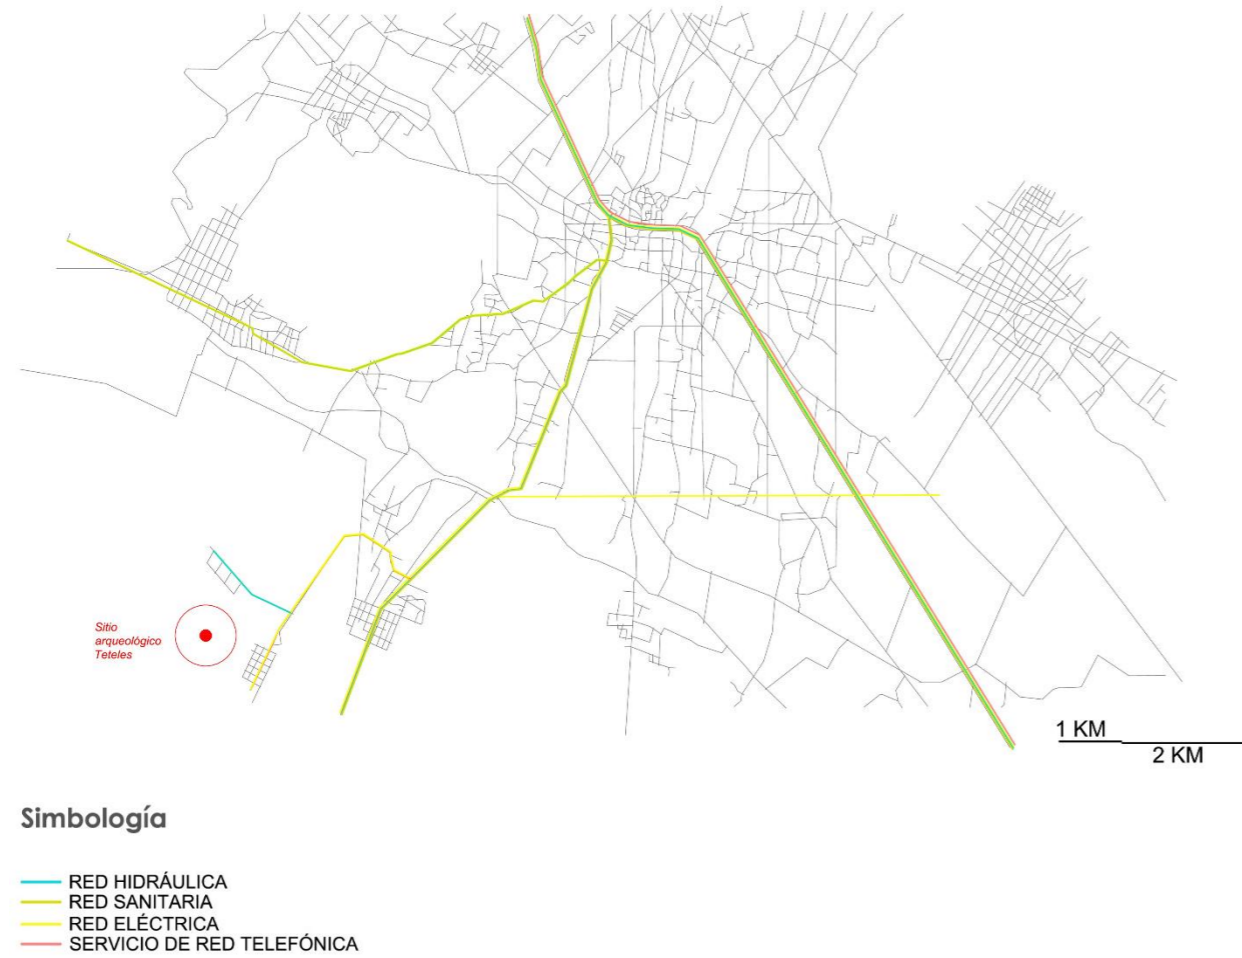 Sitio
arqueológico
Teteles
1 KM
2 KM
Simbología
RED HIDRÁULICA
RED SANITARIA
RED ELÉCTRICA
SERVICIO DE RED TELEFÓNICA